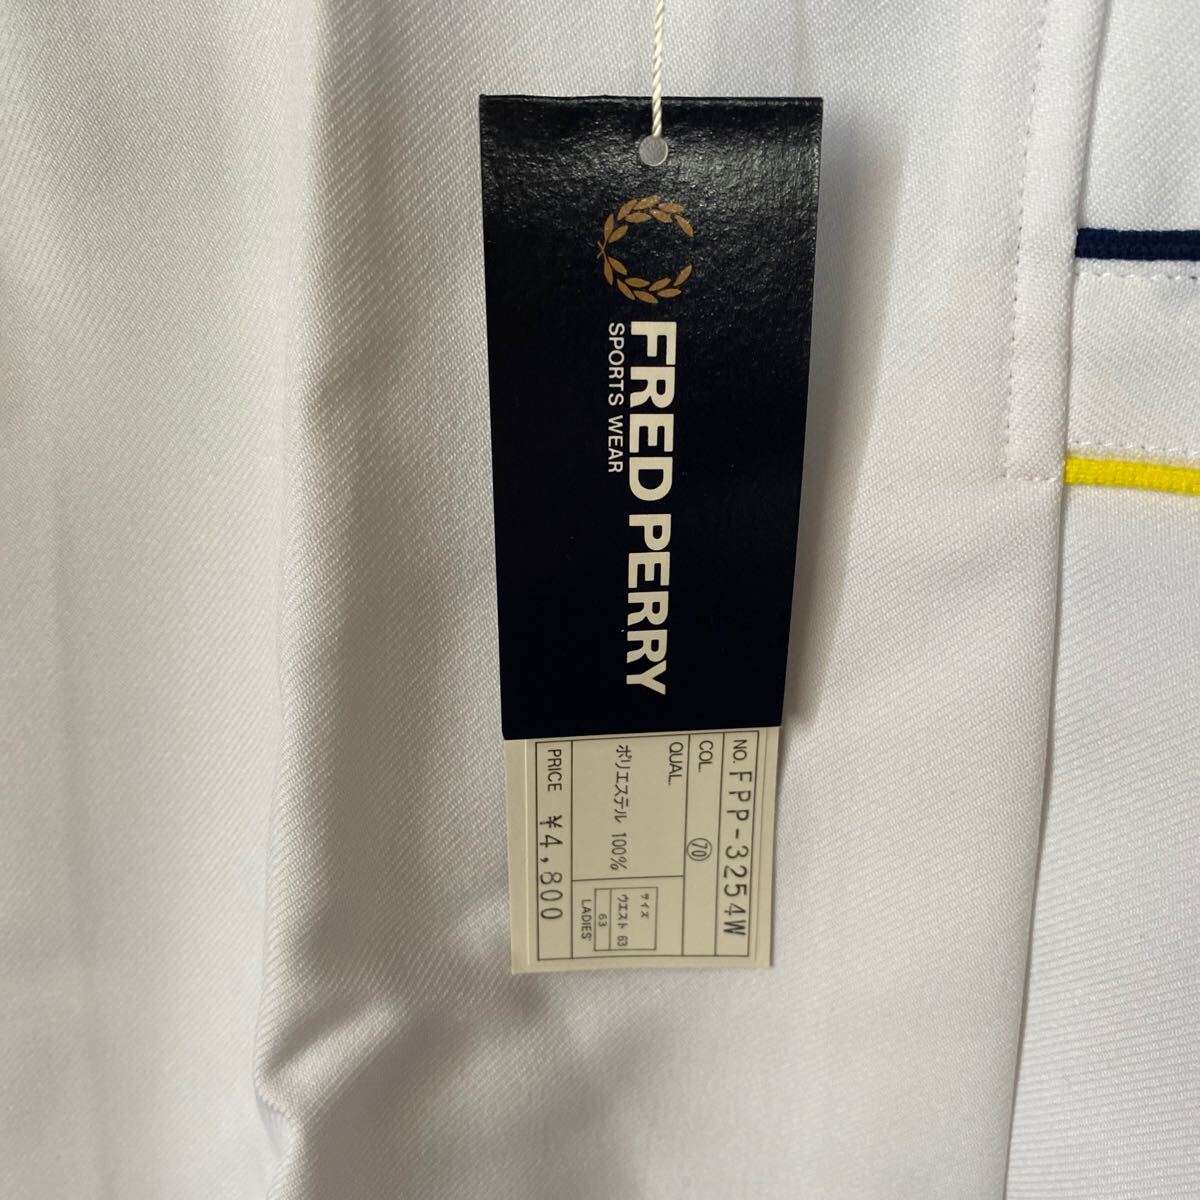 FRED PERRY
SPORTS WEAR
NO. FPP-3254W
COL. 70
QUAL.
ポリエステル 100%
サイズ
ウエスト 63
63
LADIES'
PRICE ¥4,800